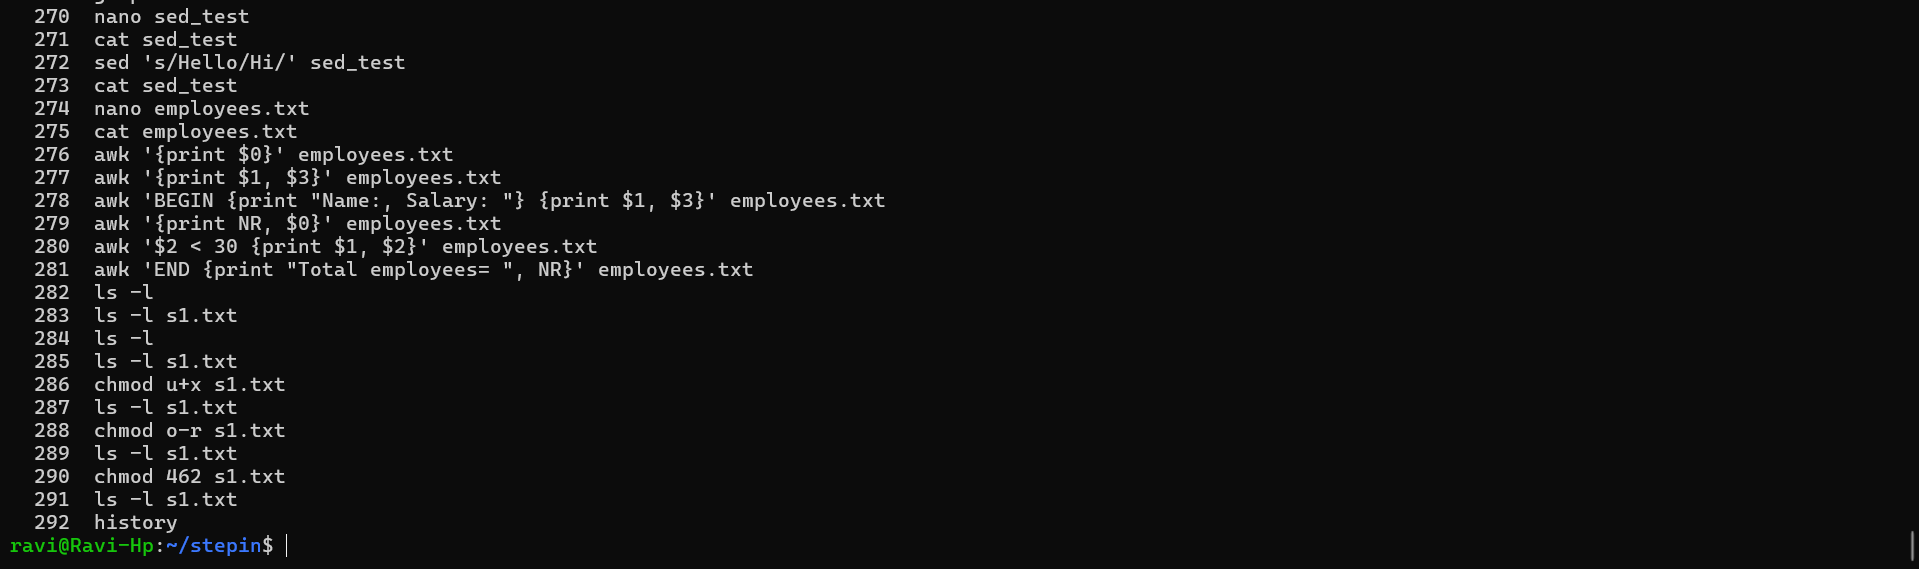 270 nano sed_test
271 cat sed_test
272 sed 's/Hello/Hi/' sed_test
273 cat sed_test
274 nano employees.txt
275 cat employees.txt
276 awk '{print $0}' employees.txt
277 awk '{print $1, $3}' employees.txt
278 awk 'BEGIN {print "Name:, Salary: "} {print $1, $3}' employees.txt
279 awk '{print NR, $0}' employees.txt
280 awk '$2 < 30 {print $1, $2}' employees.txt
281 awk 'END {print "Total employees= ", NR}' employees.txt
282 ls -l
283 ls -l s1.txt
284 ls -l
285 ls -l s1.txt
286 chmod u+x s1.txt
287 ls -l s1.txt
288 chmod o-r s1.txt
289 ls -l s1.txt
290 chmod 462 s1.txt
291 ls -l s1.txt
292 history
ravi@Ravi-Hp:~/stepin$